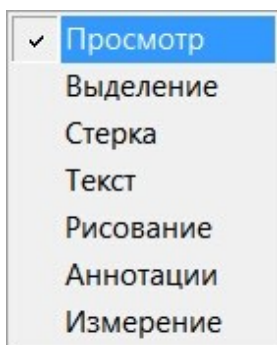 Просмотр
Выделение
Стерка
Текст
Рисование
Аннотации
Измерение